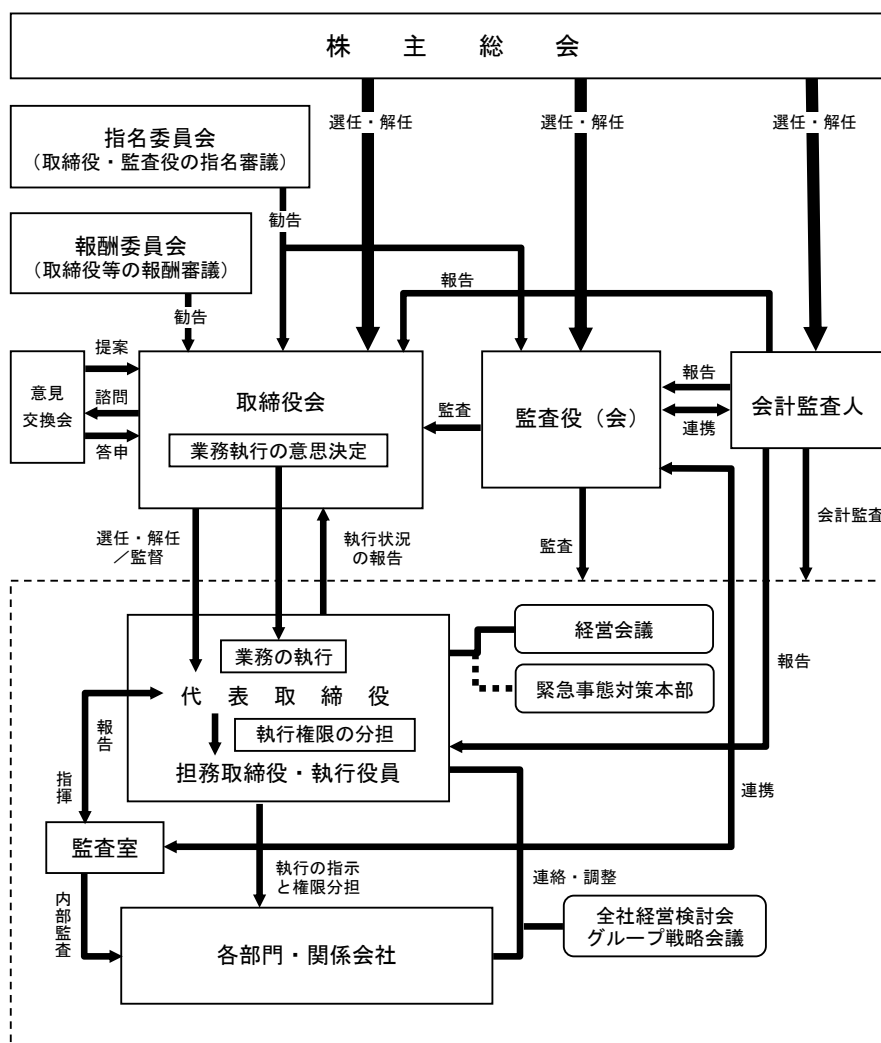 株主総会
選任・解任
選任・解任
選任・解任
指名委員会
（取締役・監査役の指名審議）
勧告
報酬委員会
（取締役等の報酬審議）
勧告
報告
意見
交換会
提案
諮問
答申
取締役会
業務執行の意思決定
監査
監査役（会）
報告
連携
会計監査人
選任・解任
／監督
執行状況
の報告
監査
会計監査
業務の執行
代表取締役
執行権限の分担
担務取締役・執行役員
経営会議
緊急事態対策本部
報告
報告
指揮
連携
監査室
内部監査
執行の指示
と権限分担
連絡・調整
全社経営検討会
グループ戦略会議
各部門・関係会社